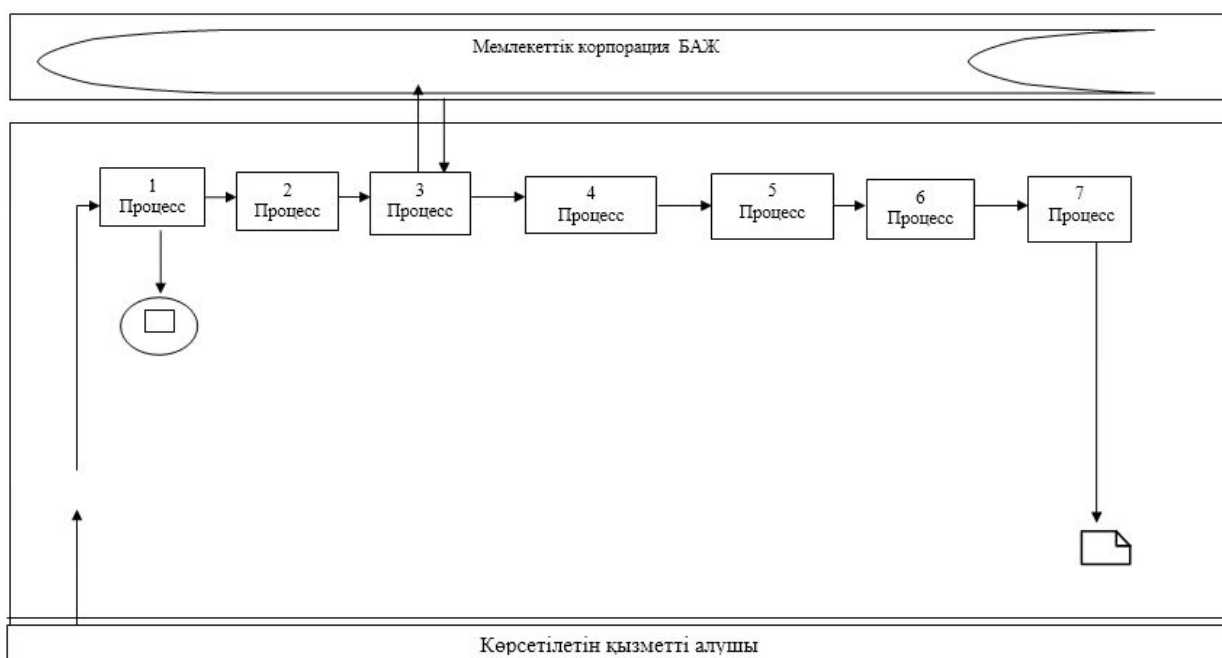 Мемлекеттік корпорация БАЖ
1
Процесс
2
Процесс
3
Процесс
4
Процесс
5
Процесс
6
Процесс
7
Процесс
Көрсетілетін қызметті алушы